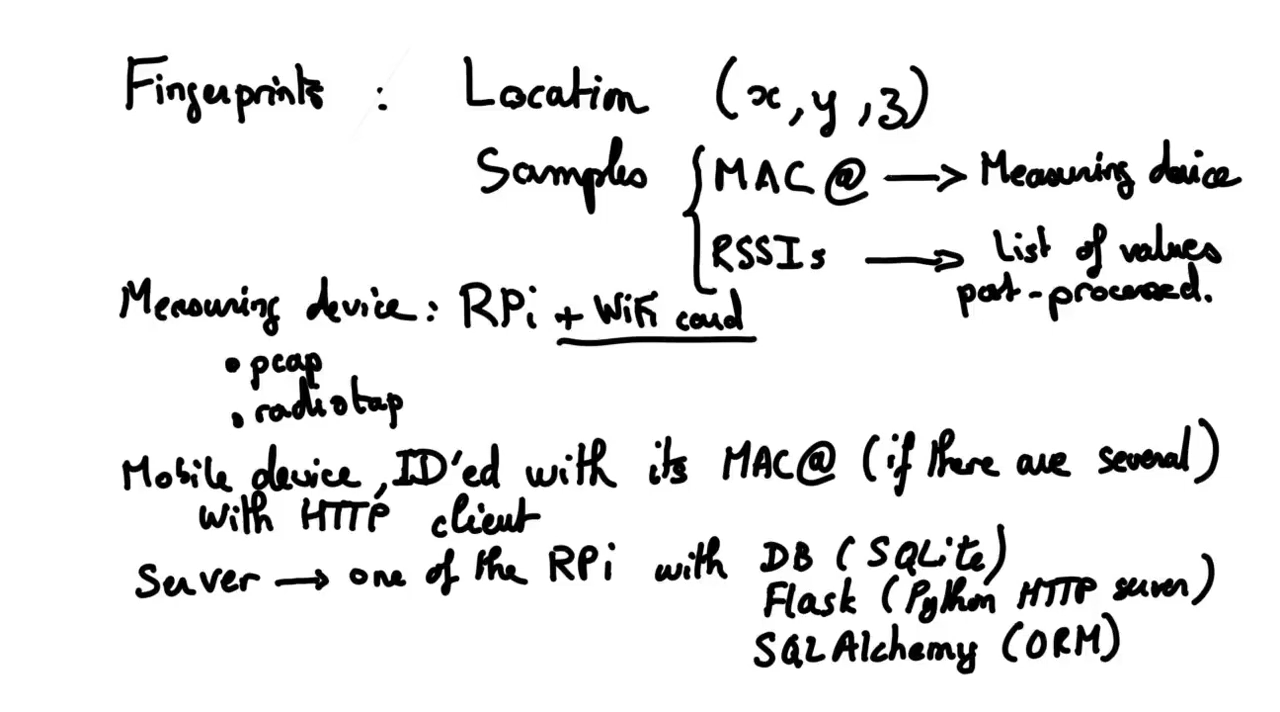 Fingerprints : Location (x, y, z)
Samples { MAC @ → Measuring device
RSSIs → List of values
post-processed.
Measuring device: RPi + WiFi card
• pcap
• radiotap
Mobile device, ID'ed with its MAC@ (if there are several)
with HTTP client
Server → one of the RPi with DB (SQLite)
Flask (Python HTTP server)
SQLAlchemy (ORM)